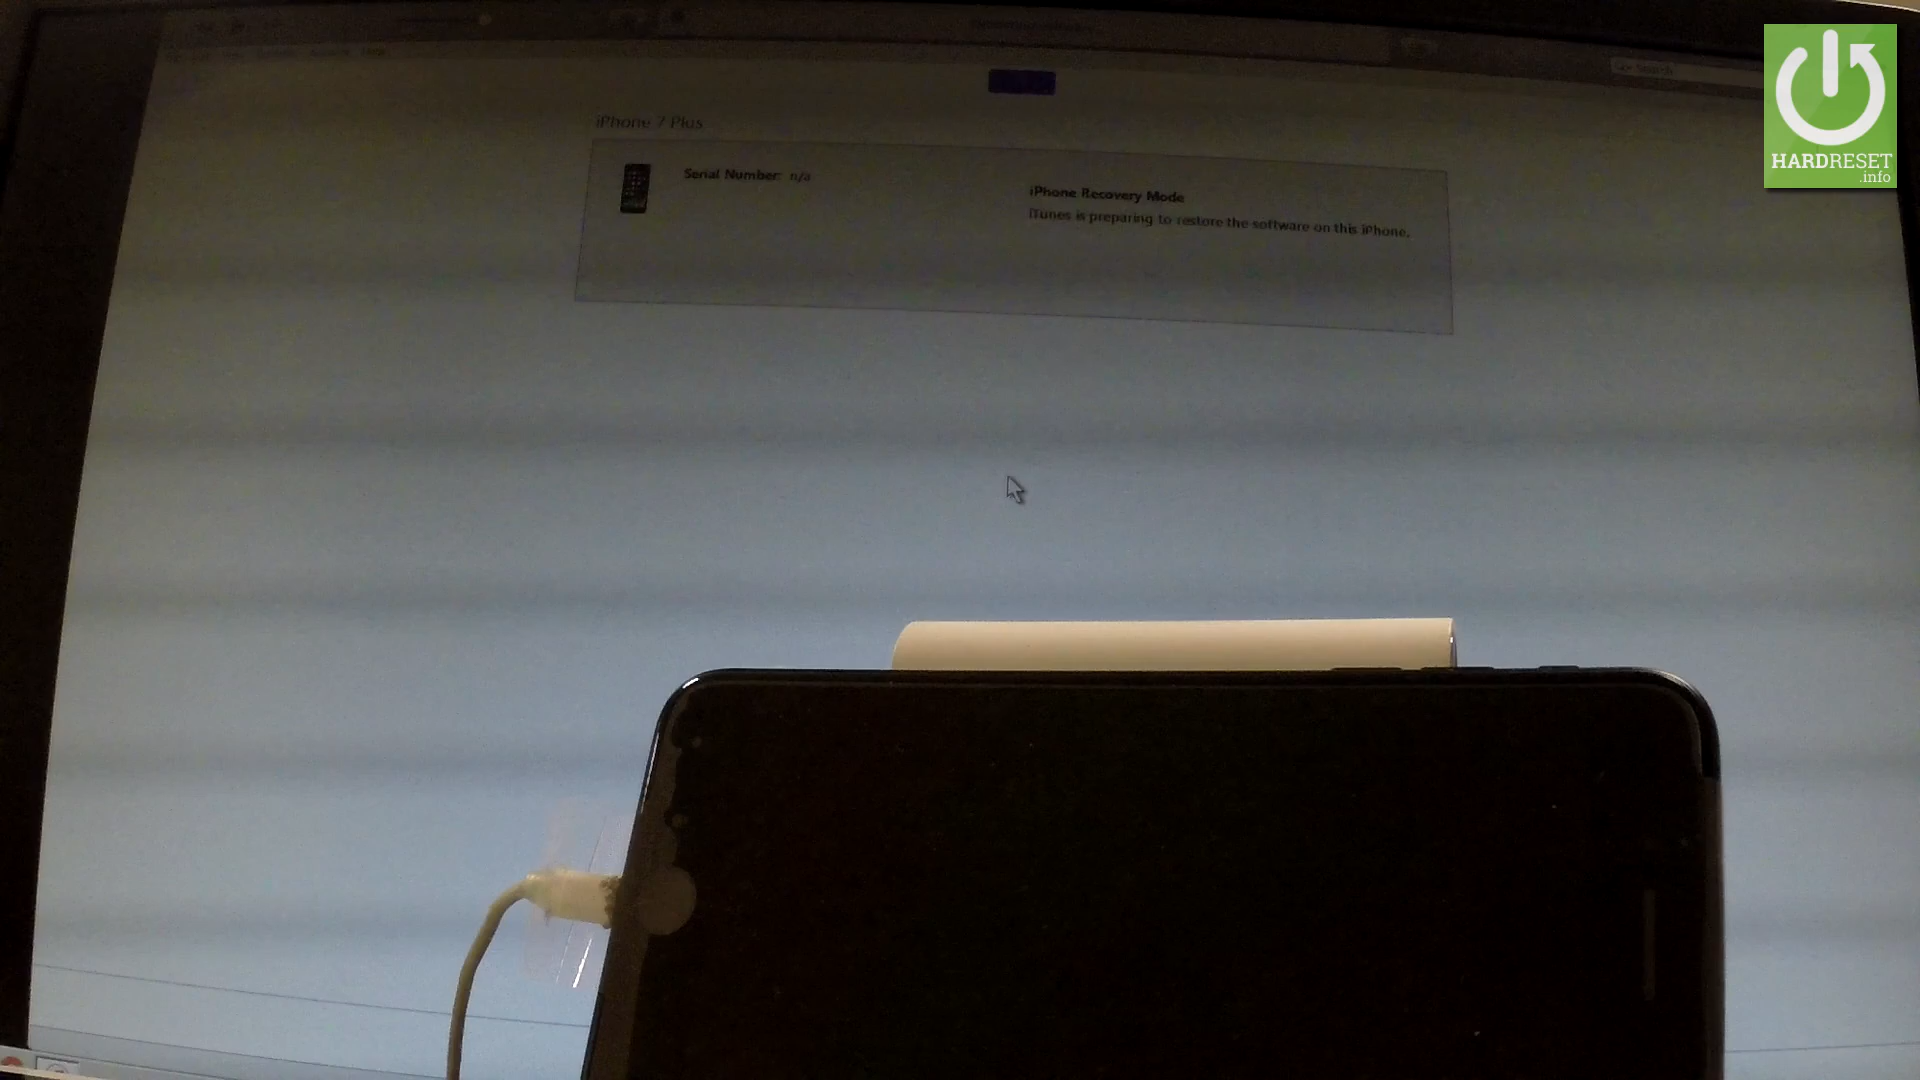 iPhone 7 Plus
Serial Number: n/a
iPhone Recovery Mode
iTunes is preparing to restore the software on this iPhone.
HARDRESET
.info